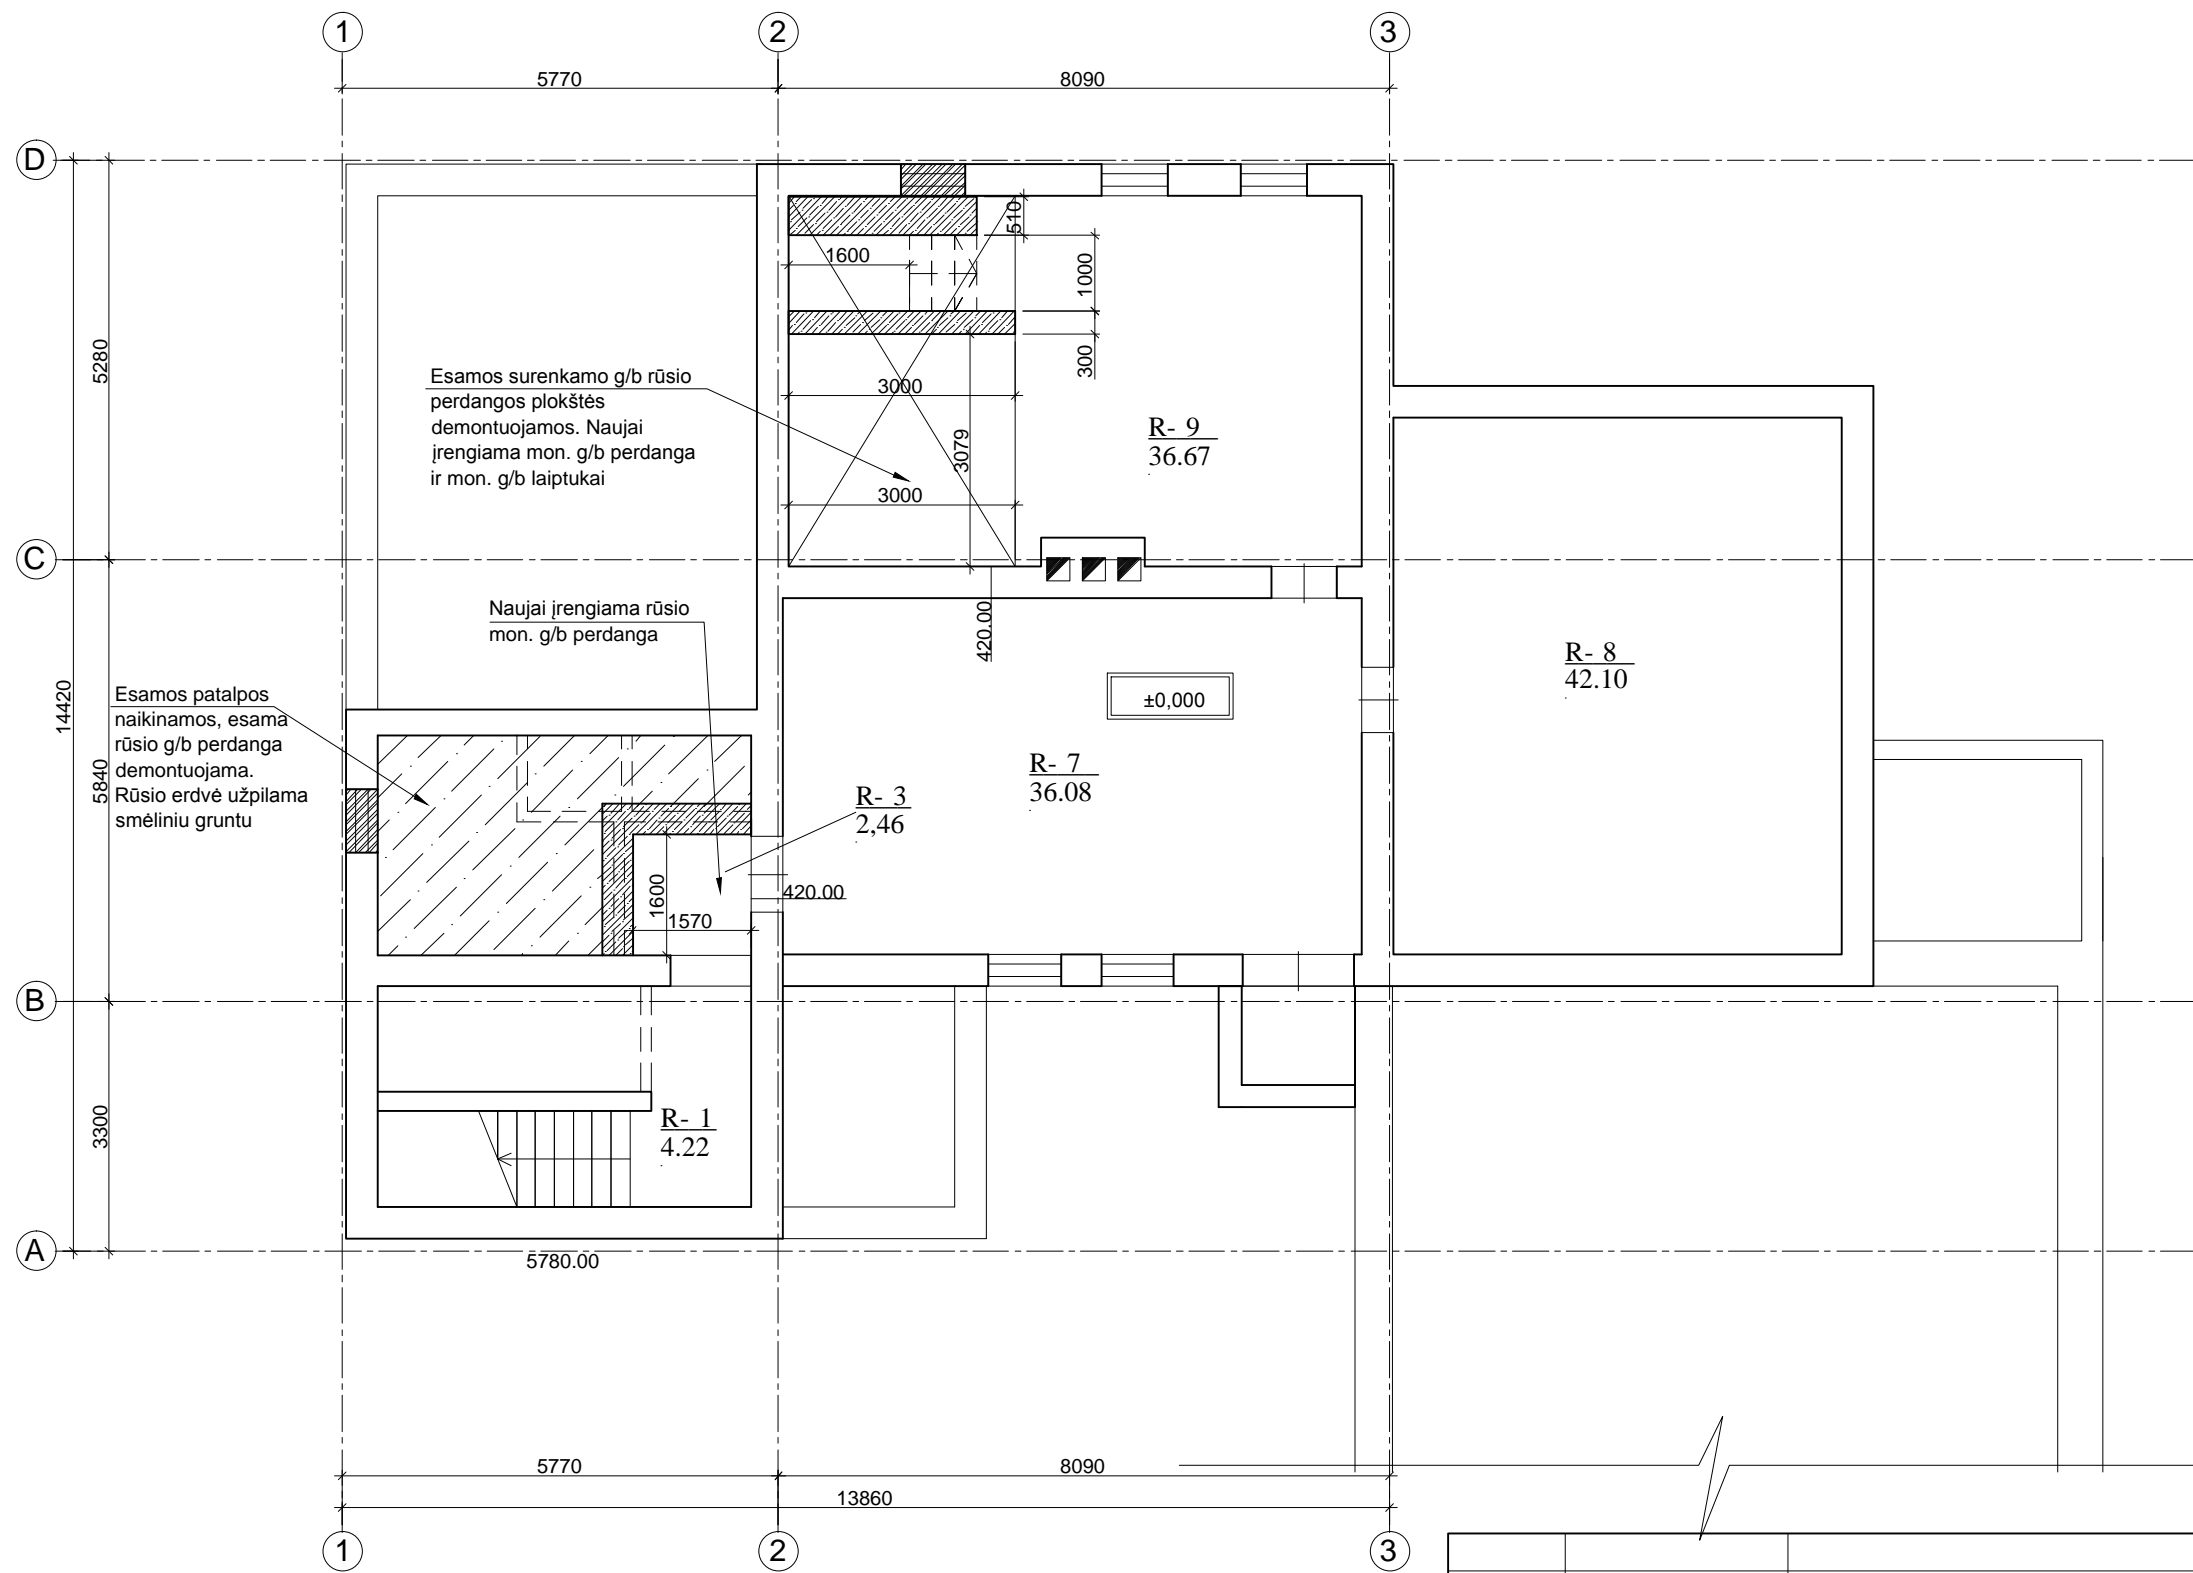 1
2
3
5770
8090
D
510
1600
1000
300
5280
Esamos surenkamo g/b rūsio
perdangos plokštės
demontuojamos. Naujai
įrengiama mon. g/b perdanga
ir mon. g/b laiptukai
3000
3079
3000
R- 9
36.67
C
Naujai įrengiama rūsio
mon. g/b perdanga
420.00
R- 8
42.10
14420
Esamos patalpos
naikinamos, esama
rūsio g/b perdanga
demontuojama.
Rūsio erdvė užpilama
smėliniu gruntu
±0,000
5840
R- 7
36.08
R- 3
2,46
1600
1570
420.00
B
3300
R- 1
4.22
A
5780.00
5770
8090
13860
1
2
3